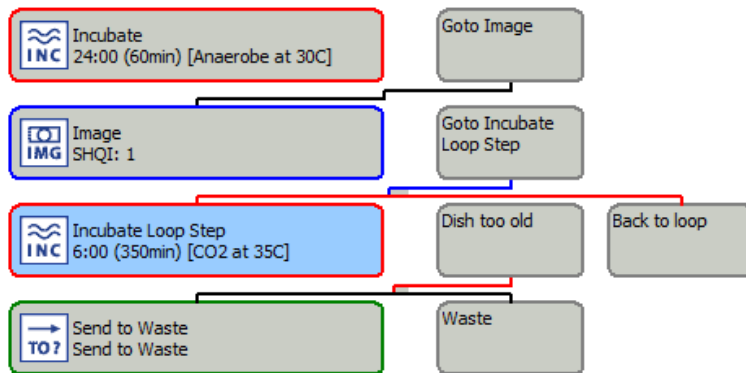 INC
Incubate
24:00 (60min) [Anaerobe at 30C]
Goto Image
IMG
Image
SHQI: 1
Goto Incubate
Loop Step
INC
Incubate Loop Step
6:00 (350min) [CO2 at 35C]
Dish too old
Back to loop
TO?
Send to Waste
Send to Waste
Waste